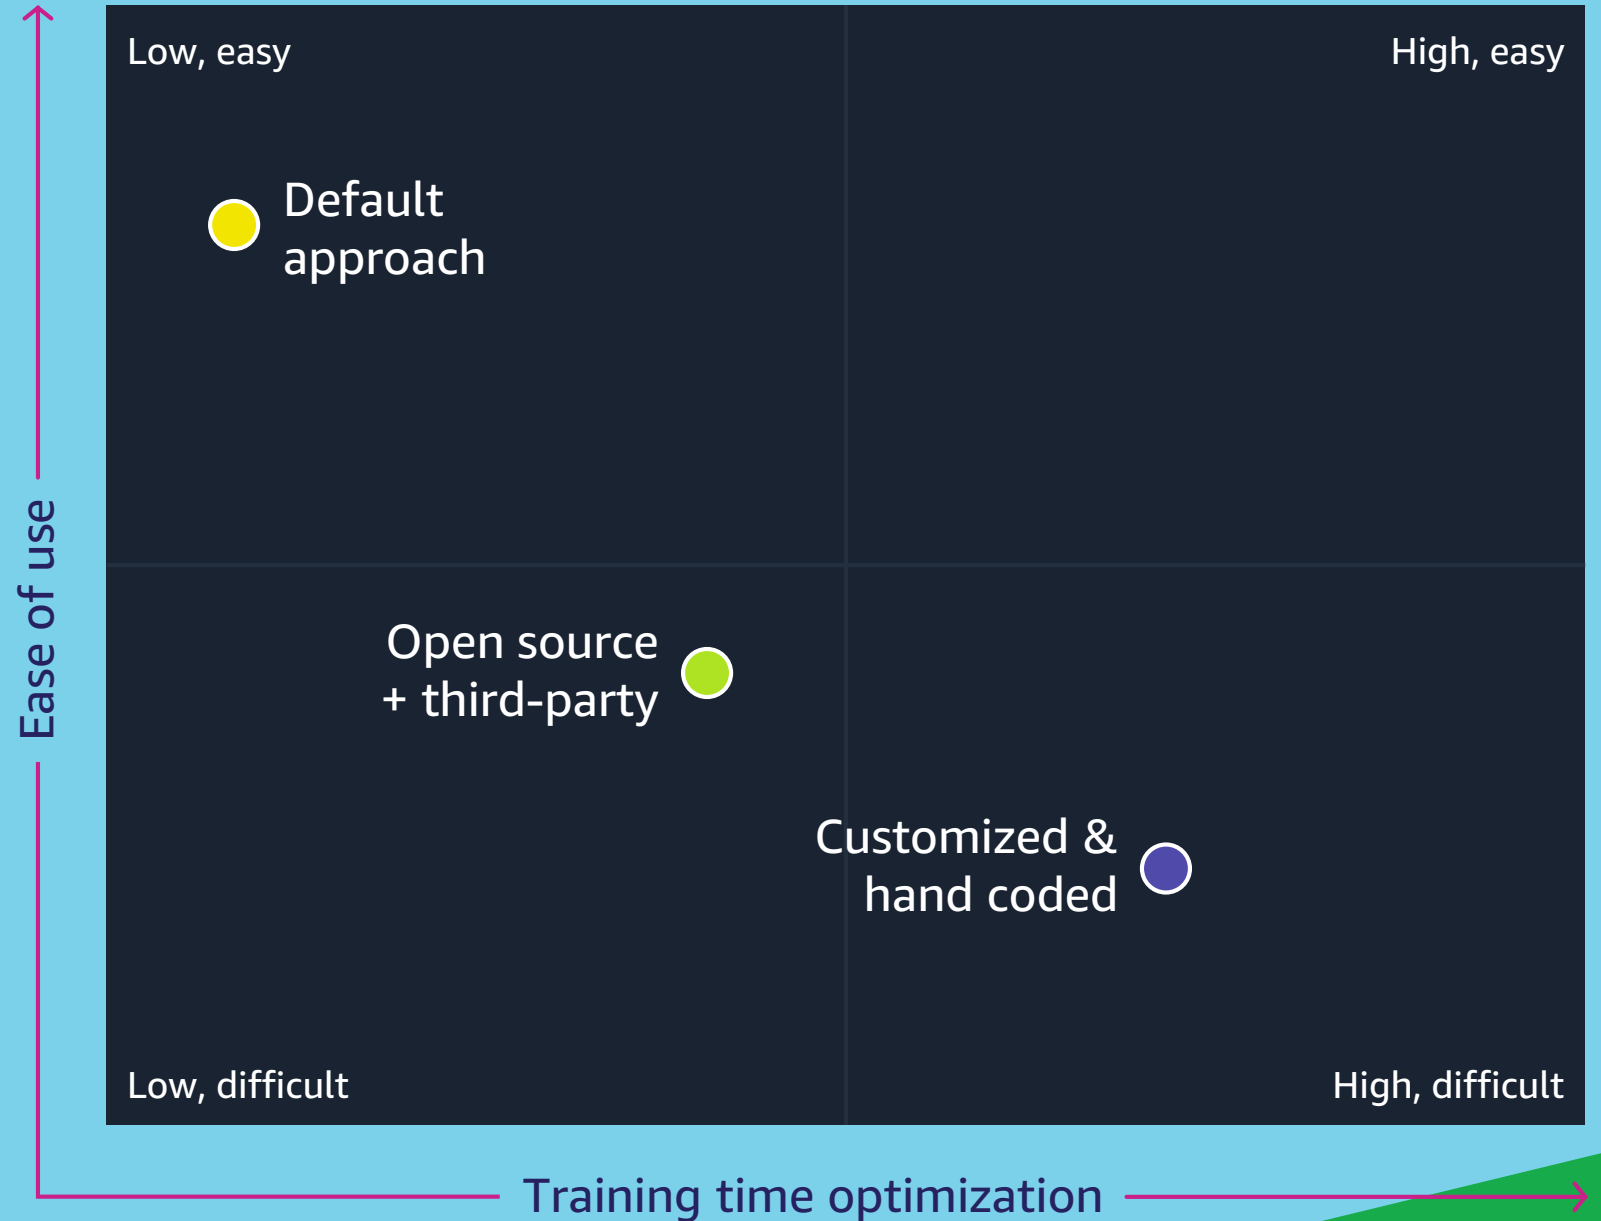 Low, easy
High, easy
Default
approach
Ease of use
Open source
+ third-party
Customized &
hand coded
Low, difficult
High, difficult
Training time optimization